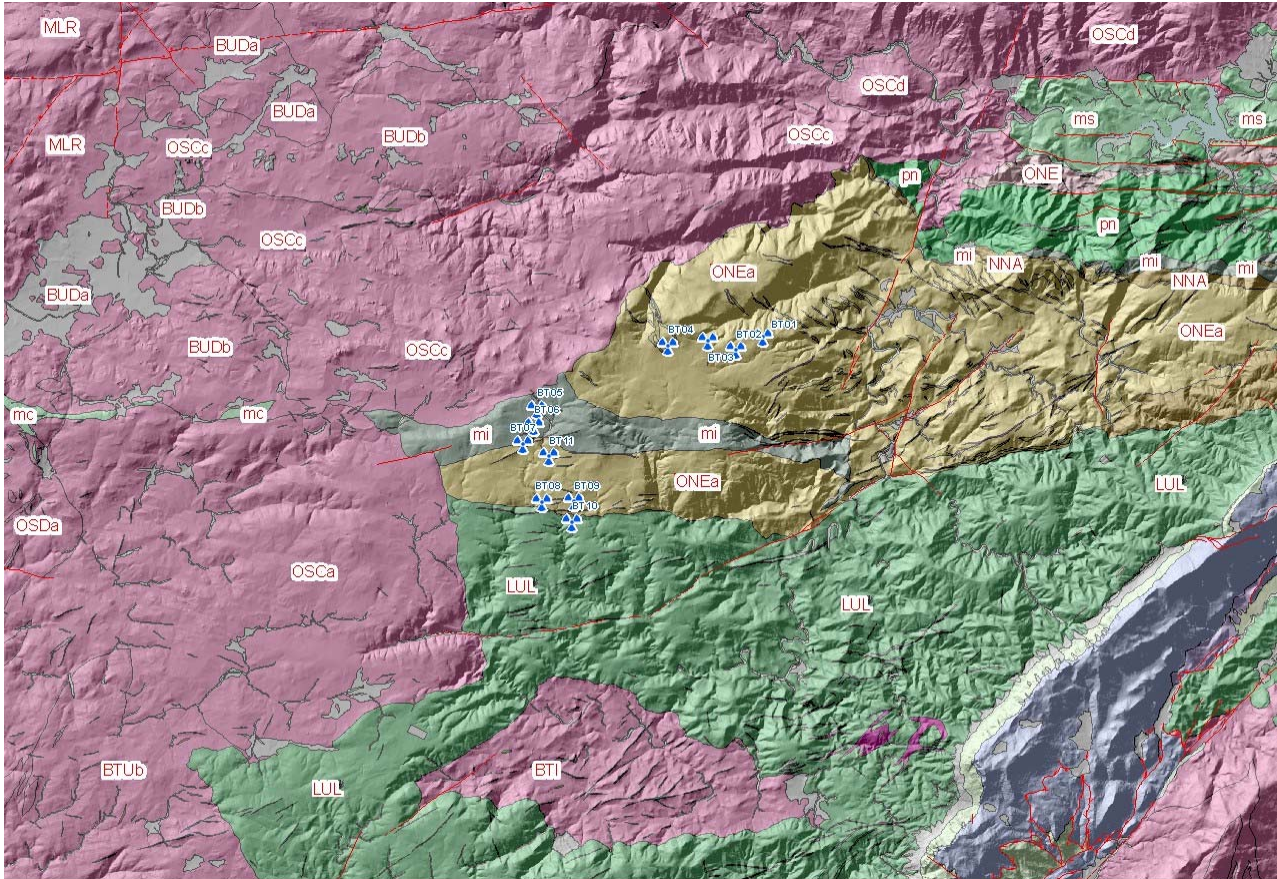 MLR
BUDa
OSCd
OSCd
BUDa
ms
ms
BUDb
OSCc
MLR
OSCc
ONE
pn
BUDb
pn
OSCc
mi
NNA
mi
mi
ONEa
NNA
BUDa
BT01
BT04
BT02
ONEa
BUDb
OSCc
BT03
BT05
mc
mc
BT06
BT07
mi
mi
BT11
ONEa
LUL
BT08
BT09
BT10
OSDa
OSCa
LUL
LUL
BTUb
BTI
LUL